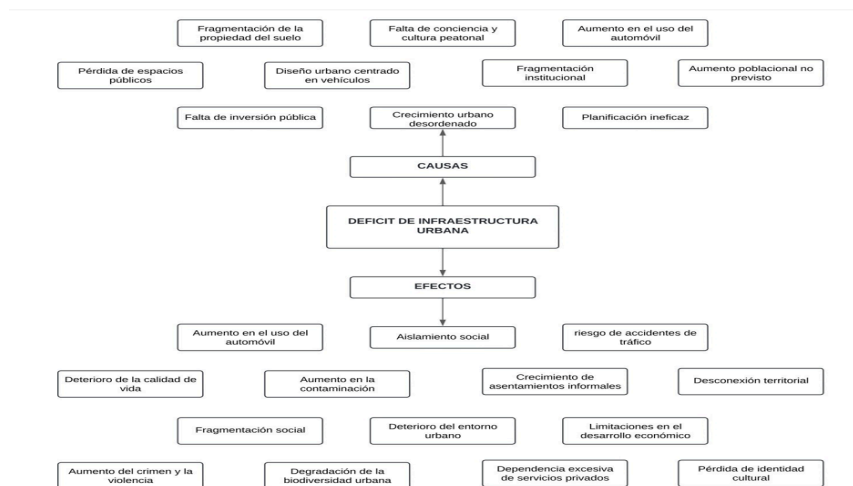 Fragmentación de la
propiedad del suelo
Falta de conciencia y
cultura peatonal
Aumento en el uso del
automóvil
Pérdida de espacios
públicos
Diseño urbano centrado
en vehículos
Fragmentación
institucional
Aumento poblacional no
previsto
Falta de inversión pública
Crecimiento urbano
desordenado
Planificación ineficaz
CAUSAS
DEFICIT DE INFRAESTRUCTURA
URBANA
EFECTOS
Aumento en el uso del
automóvil
Aislamiento social
riesgo de accidentes de
tráfico
Deterioro de la calidad de
vida
Aumento en la
contaminación
Crecimiento de
asentamientos informales
Desconexión territorial
Fragmentación social
Deterioro del entorno
urbano
Limitaciones en el
desarrollo económico
Aumento del crimen y la
violencia
Degradación de la
biodiversidad urbana
Dependencia excesiva
de servicios privados
Pérdida de identidad
cultural